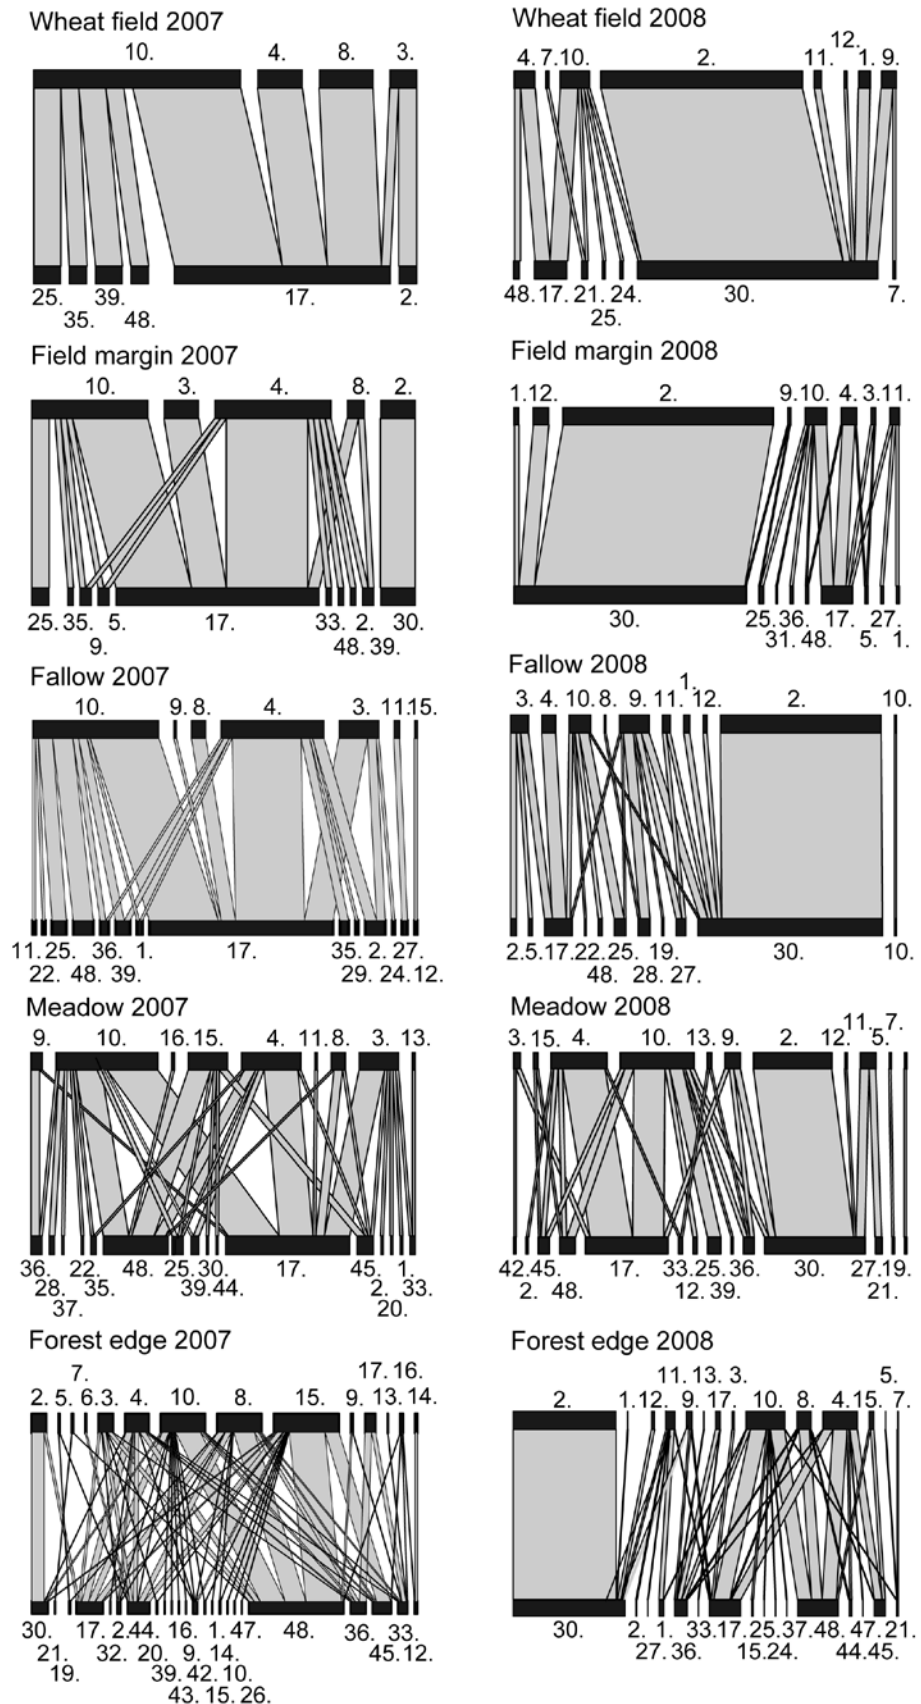 Wheat field 2007
10. 4. 8. 3.
25. 39. 17. 2.
35. 48.
Wheat field 2008
12.
4. 7. 10. 2. 11. 1. 9.
48. 17. 21. 24. 30. 7.
25.
Field margin 2007
10. 3. 4. 8. 2.
25. 35. 5. 17. 33. 2. 30.
9. 48. 39.
Field margin 2008
1. 12. 2. 9. 10. 4. 3. 11.
30. 25. 36. 17. 27.
31. 48. 5. 1.
Fallow 2007
10. 9. 8. 4. 3. 11. 15.
11. 25. 36. 1. 17. 35. 2. 27.
22. 48. 39. 29. 24. 12.
Fallow 2008
1.
3. 4. 10. 8. 9. 11. 12. 2. 10.
2. 5. 17. 22. 25. 19. 30. 10.
48. 28. 27.
Meadow 2007
9. 10. 16. 15. 4. 11. 8. 3. 13.
36. 22. 48. 25. 30. 17. 45. 1.
28. 35. 39. 44. 2. 33.
37. 20.
Meadow 2008
11. 7.
3. 15. 4. 10. 13. 9. 2. 12. 5.
42. 45. 17. 33. 25. 36. 30. 27. 19.
2. 48. 12. 39. 21.
Forest edge 2007
7. 17. 16.
2. 5. 6. 3. 4. 10. 8. 15. 9. 13. 14.
30. 17. 2. 44. 16. 1. 47. 48. 36. 33.
21. 32. 20. 9. 14. 45. 12.
19. 39. 42. 10.
43. 15. 26.
Forest edge 2008
11. 13. 3. 5.
2. 1. 12. 9. 17. 10. 8. 4. 15. 7.
30. 2. 1. 33. 17. 25. 37. 48. 47. 21.
27. 36. 15. 24. 44. 45.